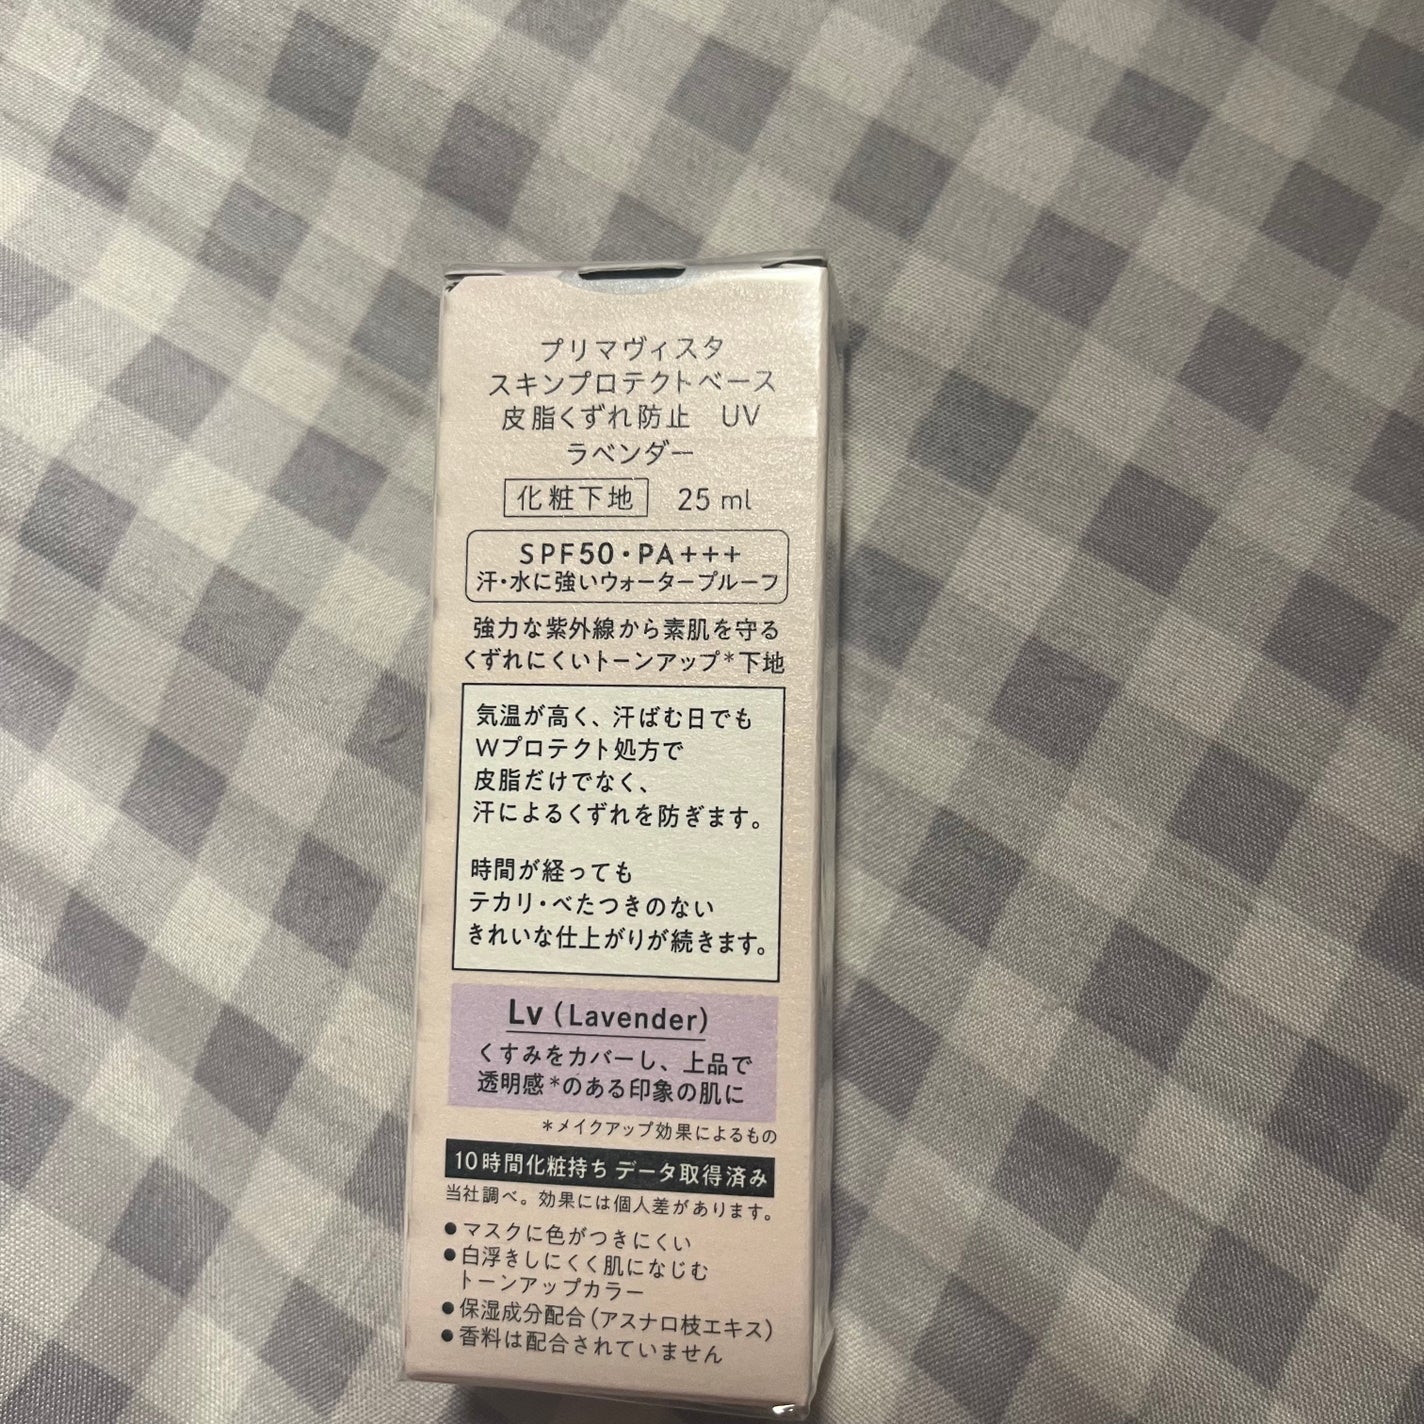 プリマヴィスタ
スキンプロテクトベース
皮脂くずれ防止 UV
ラベンダー
化粧下地 25 ml
SPF50・PA+++
汗・水に強いウォータープルーフ
強力な紫外線から素肌を守る
くずれにくいトーンアップ*下地
気温が高く、汗ばむ日でも
Wプロテクト処方で
皮脂だけでなく、
汗によるくずれを防ぎます。
時間が経っても
テカリ・べたつきのない
きれいな仕上がりが続きます。
Lv (Lavender)
くすみをカバーし、上品で
透明感*のある印象の肌に
*メイクアップ効果によるもの
10時間化粧持ち データ取得済み
当社調べ。効果には個人差があります。
●マスクに色がつきにくい
●白浮きしにくく肌になじむ
トーンアップカラー
●保湿成分配合(アスナロ枝エキス)
●香料は配合されていません